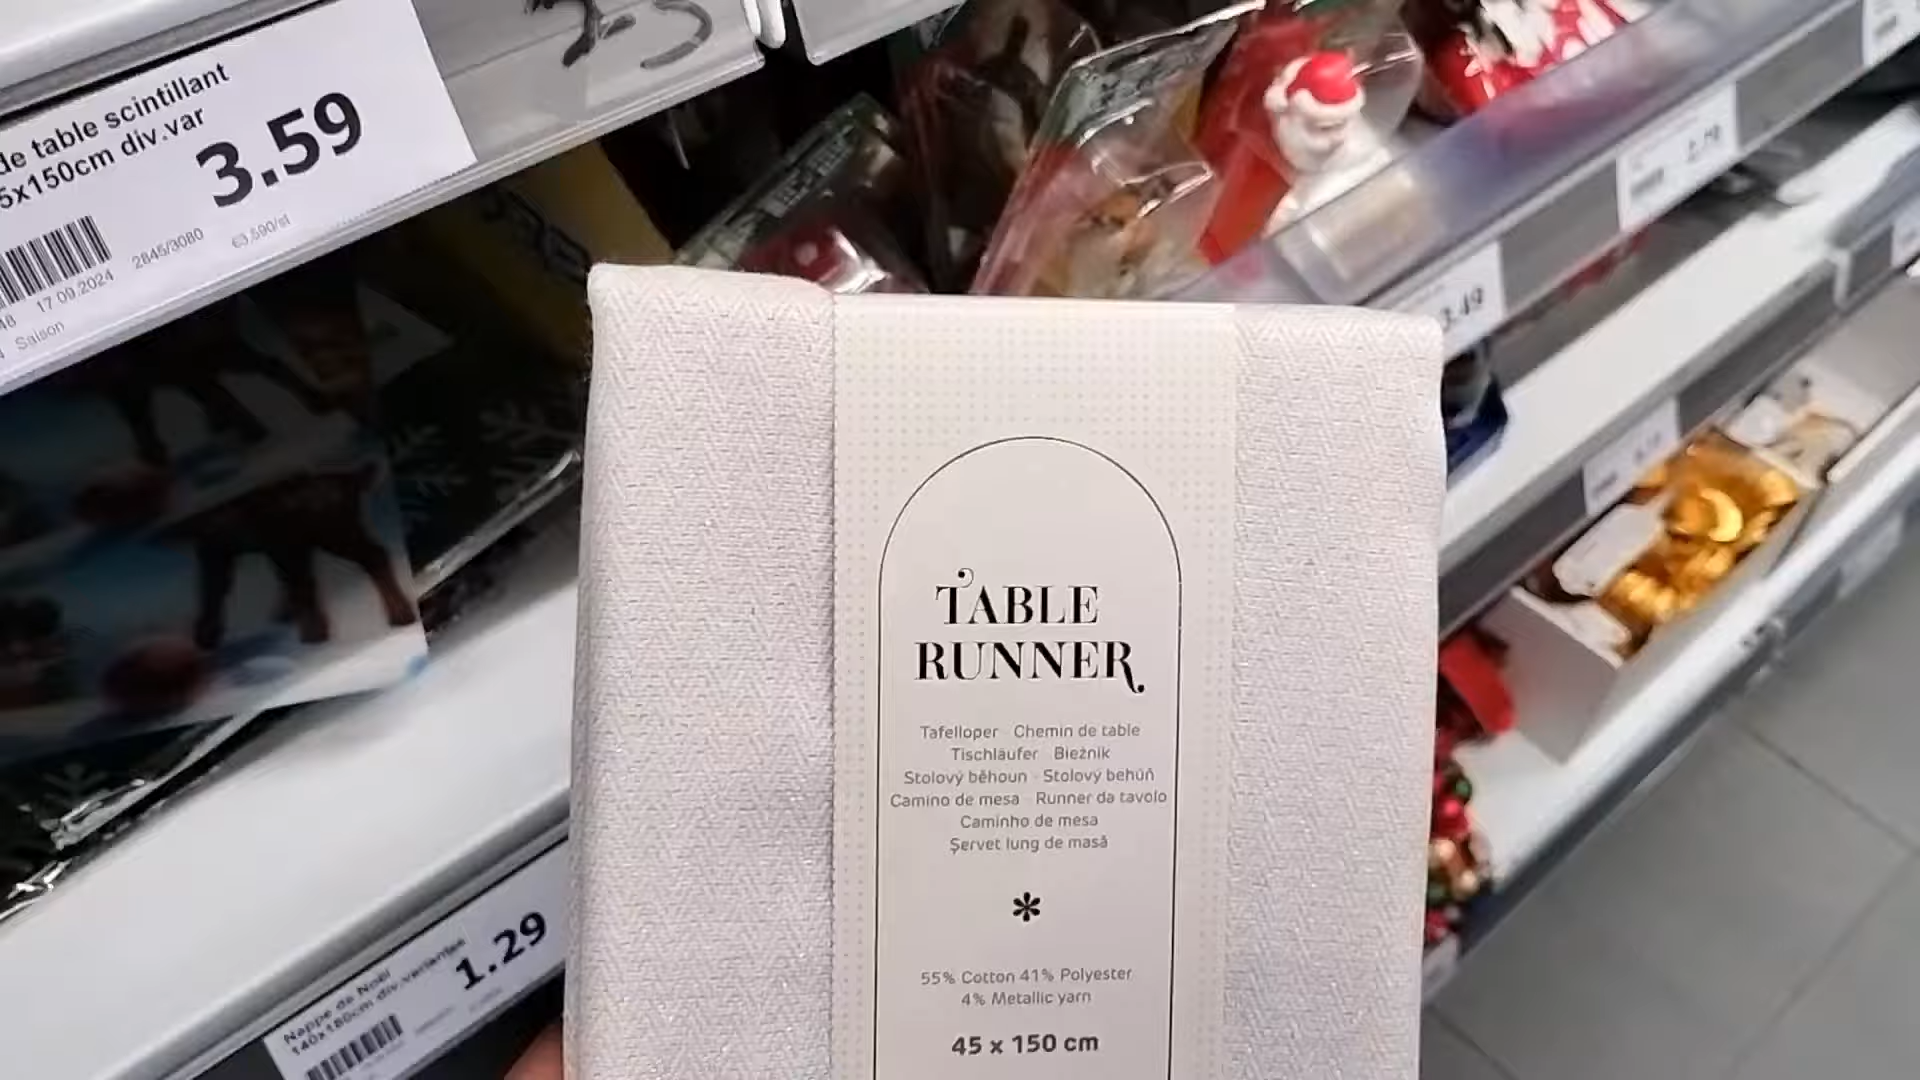 de table scintillant
5x150cm div.var
3.59
2845/3080
€3,590/st
17.09.2024
Saison
TABLE
RUNNER
Tafelloper Chemin de table
Tischläufer Bieżnik
Stolový běhoun Stolový behúň
Camino de mesa Runner da tavolo
Caminho de mesa
Şervet lung de masă
*
55% Cotton 41% Polyester
4% Metallic yarn
45 x 150 cm
Nappe de Noël
140x180cm div.variantes
1.29
3.49